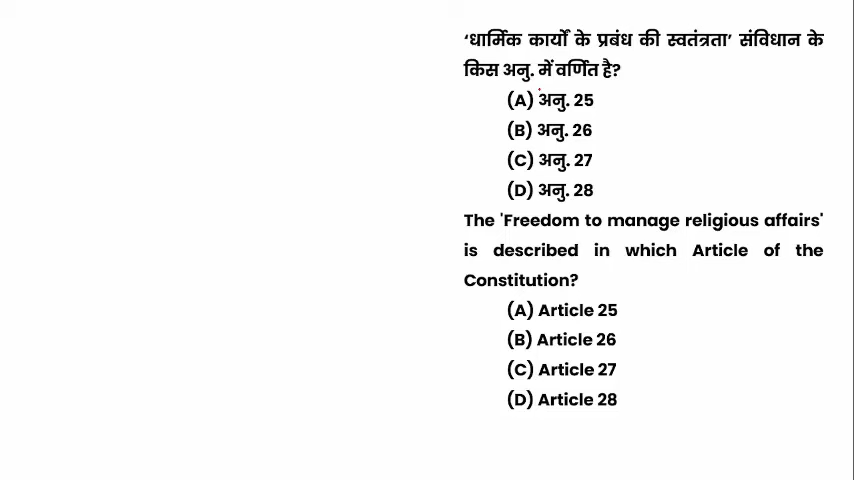 ‘धार्मिक कार्यों के प्रबंध की स्वतंत्रता’ संविधान के
किस अनु. में वर्णित है?
(A) अनु. 25
(B) अनु. 26
(C) अनु. 27
(D) अनु. 28
The 'Freedom to manage religious affairs'
is described in which Article of the
Constitution?
(A) Article 25
(B) Article 26
(C) Article 27
(D) Article 28